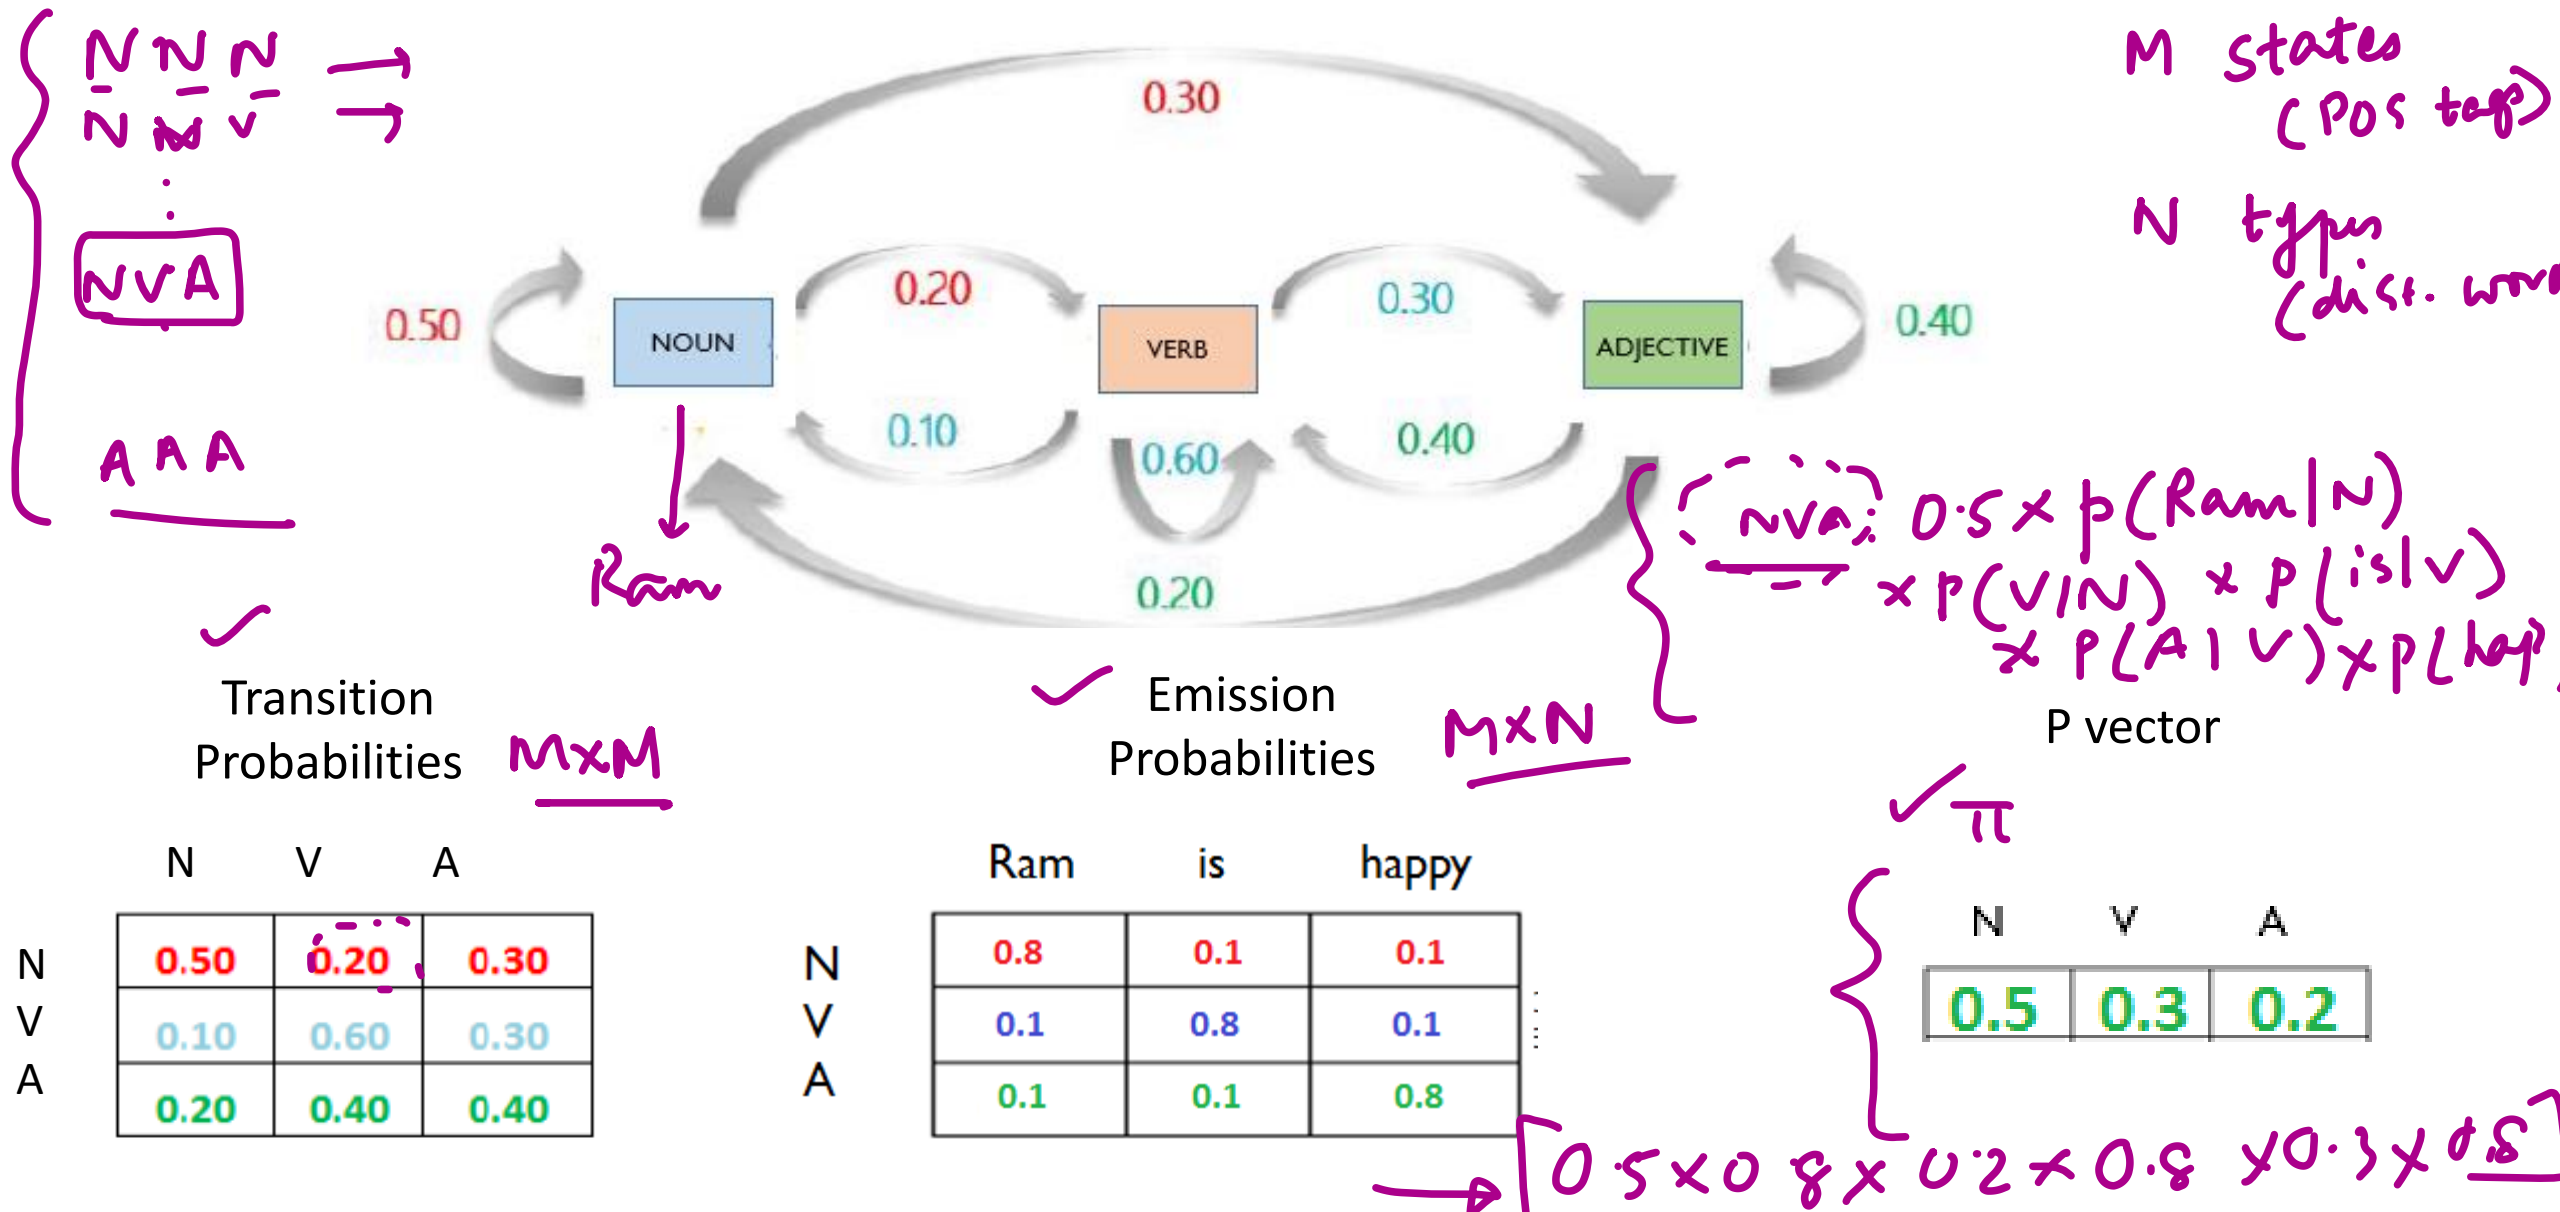 N N N →
N N V →
NVA
A A A
M states
(POS tags)
N types
(dist. wor
0.30
0.50
NOUN
0.20
VERB
0.30
ADJECTIVE
0.40
0.10
0.60
0.40
0.20
Ram
NVA: 0.5 x p(Ram|N)
x P(V|N) x P(is|V)
x P(A|V) x P(hap
Transition
Probabilities
MXM
Emission
Probabilities
MXN
P vector
π
N V A
N 0.50 0.20 0.30
V 0.10 0.60 0.30
A 0.20 0.40 0.40
Ram is happy
N 0.8 0.1 0.1
V 0.1 0.8 0.1
A 0.1 0.1 0.8
N V A
0.5 0.3 0.2
→ [0.5 x 0.8 x 0.2 x 0.8 x 0.3 x 0.8]